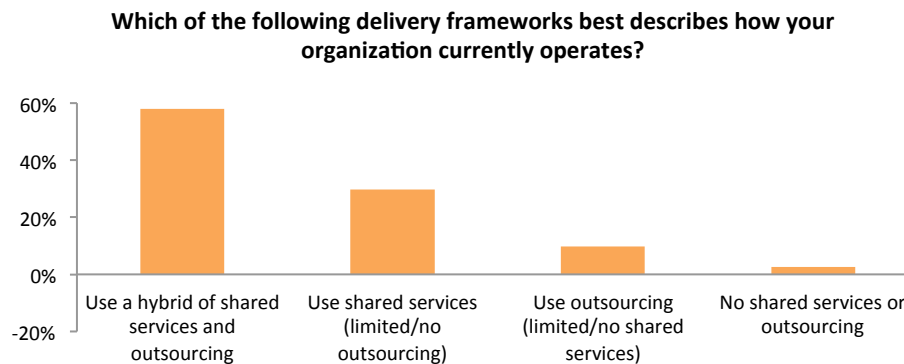 Which of the following delivery frameworks best describes how your
organization currently operates?
60%
40%
20%
0%
-20%
Use a hybrid of shared
services and
outsourcing
Use shared services
(limited/no
outsourcing)
Use outsourcing
(limited/no shared
services)
No shared services or
outsourcing